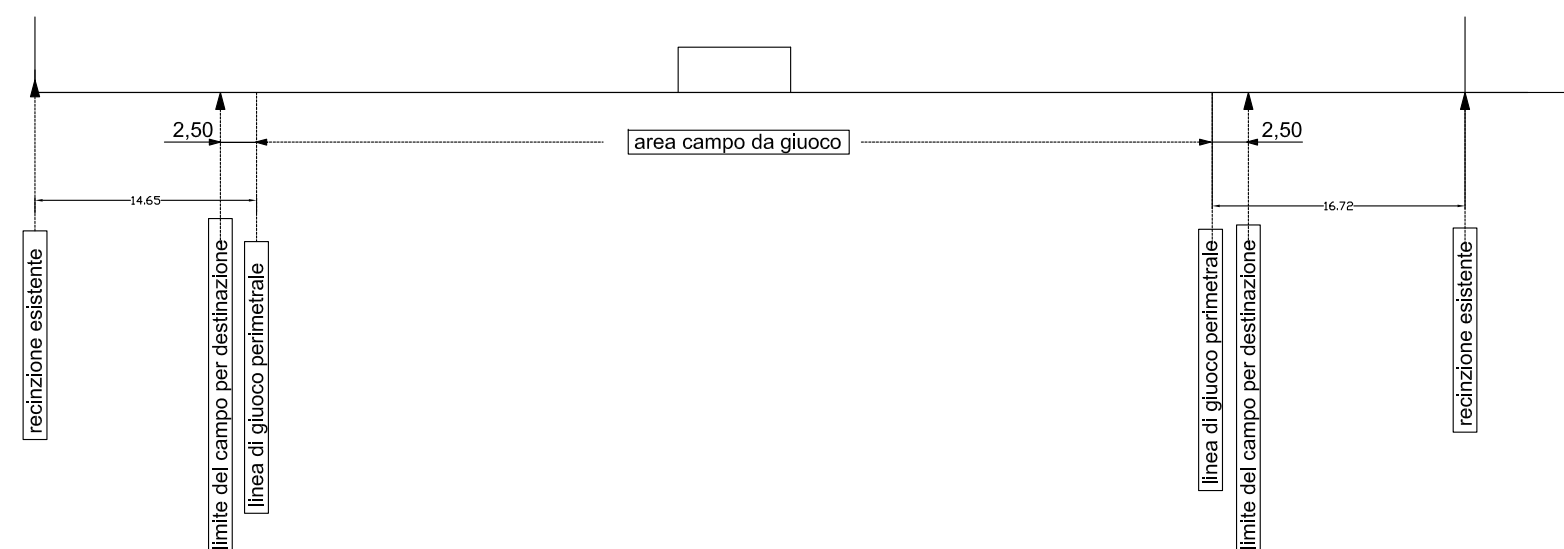 2,50
area campo da giuoco
2,50
14.65
16.72
recinzione esistente
limite del campo per destinazione
linea di giuoco perimetrale
linea di giuoco perimetrale
limite del campo per destinazione
recinzione esistente